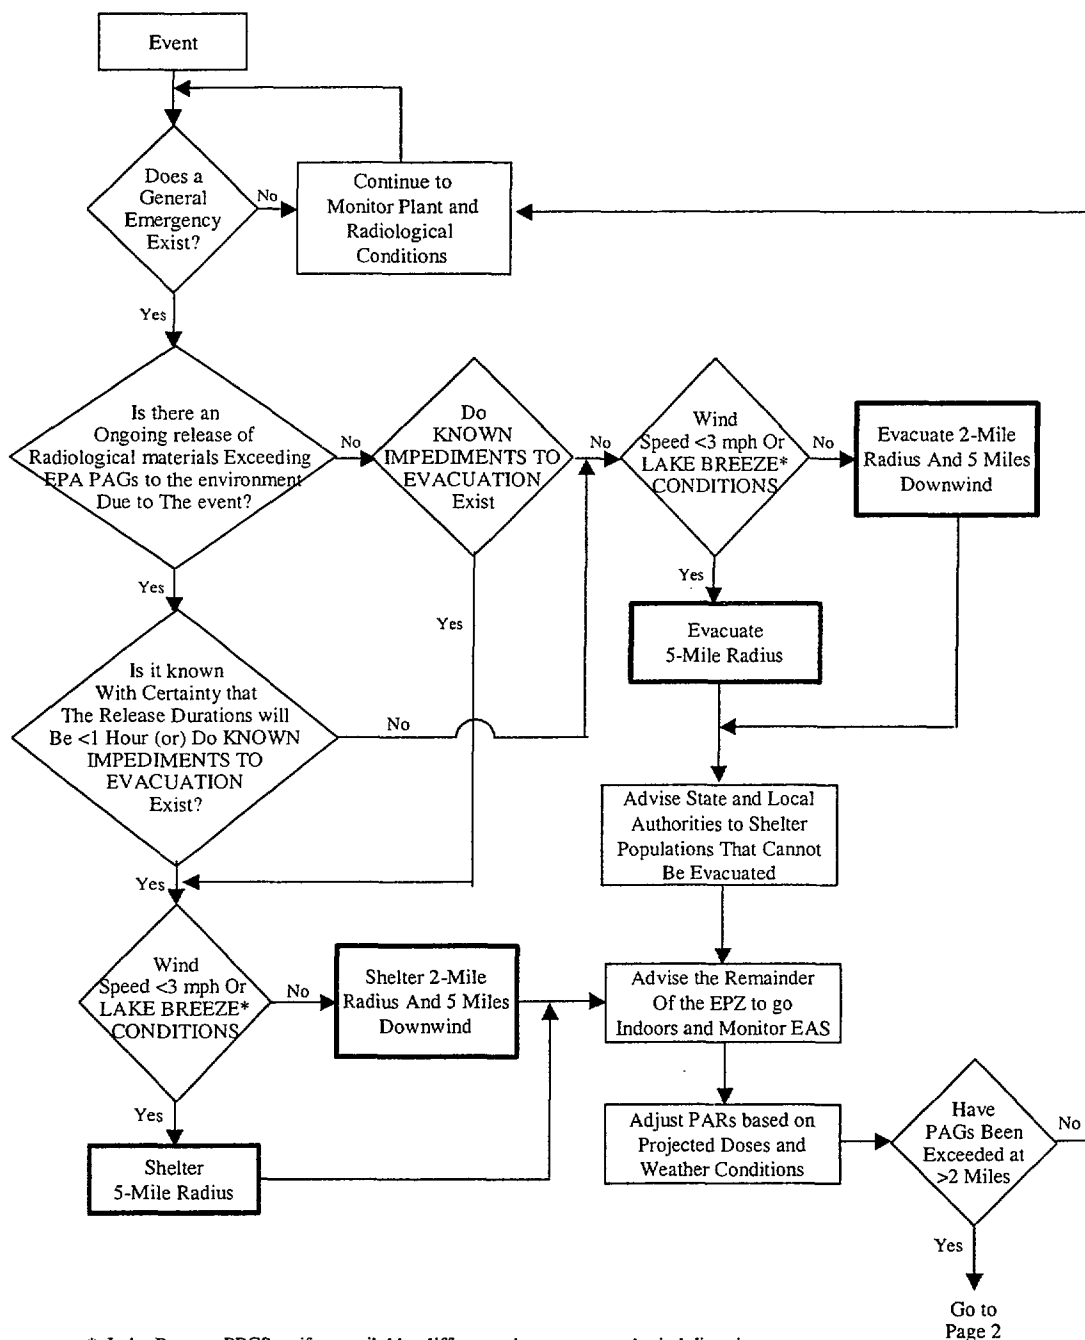 Event
Does a
General
Emergency
Exist?
No
Continue to
Monitor Plant and
Radiological
Conditions
Yes
Is there an
Ongoing release of
Radiological materials Exceeding
EPA PAGs to the environment
Due to The event?
No
Do
KNOWN
IMPEDIMENTS TO
EVACUATION
Exist
No
Wind
Speed <3 mph Or
LAKE BREEZE*
CONDITIONS
No
Evacuate 2-Mile
Radius And 5 Miles
Downwind
Yes
Yes
Yes
Evacuate
5-Mile Radius
Is it known
With Certainty that
The Release Durations will
Be <1 Hour (or) Do KNOWN
IMPEDIMENTS TO
EVACUATION
Exist?
No
Advise State and Local
Authorities to Shelter
Populations That Cannot
Be Evacuated
Yes
Wind
Speed <3 mph Or
LAKE BREEZE*
CONDITIONS
No
Shelter 2-Mile
Radius And 5 Miles
Downwind
Advise the Remainder
Of the EPZ to go
Indoors and Monitor EAS
Yes
Shelter
5-Mile Radius
Adjust PARs based on
Projected Doses and
Weather Conditions
Have
PAGs Been
Exceeded at
>2 Miles
No
Yes
Go to
Page 2